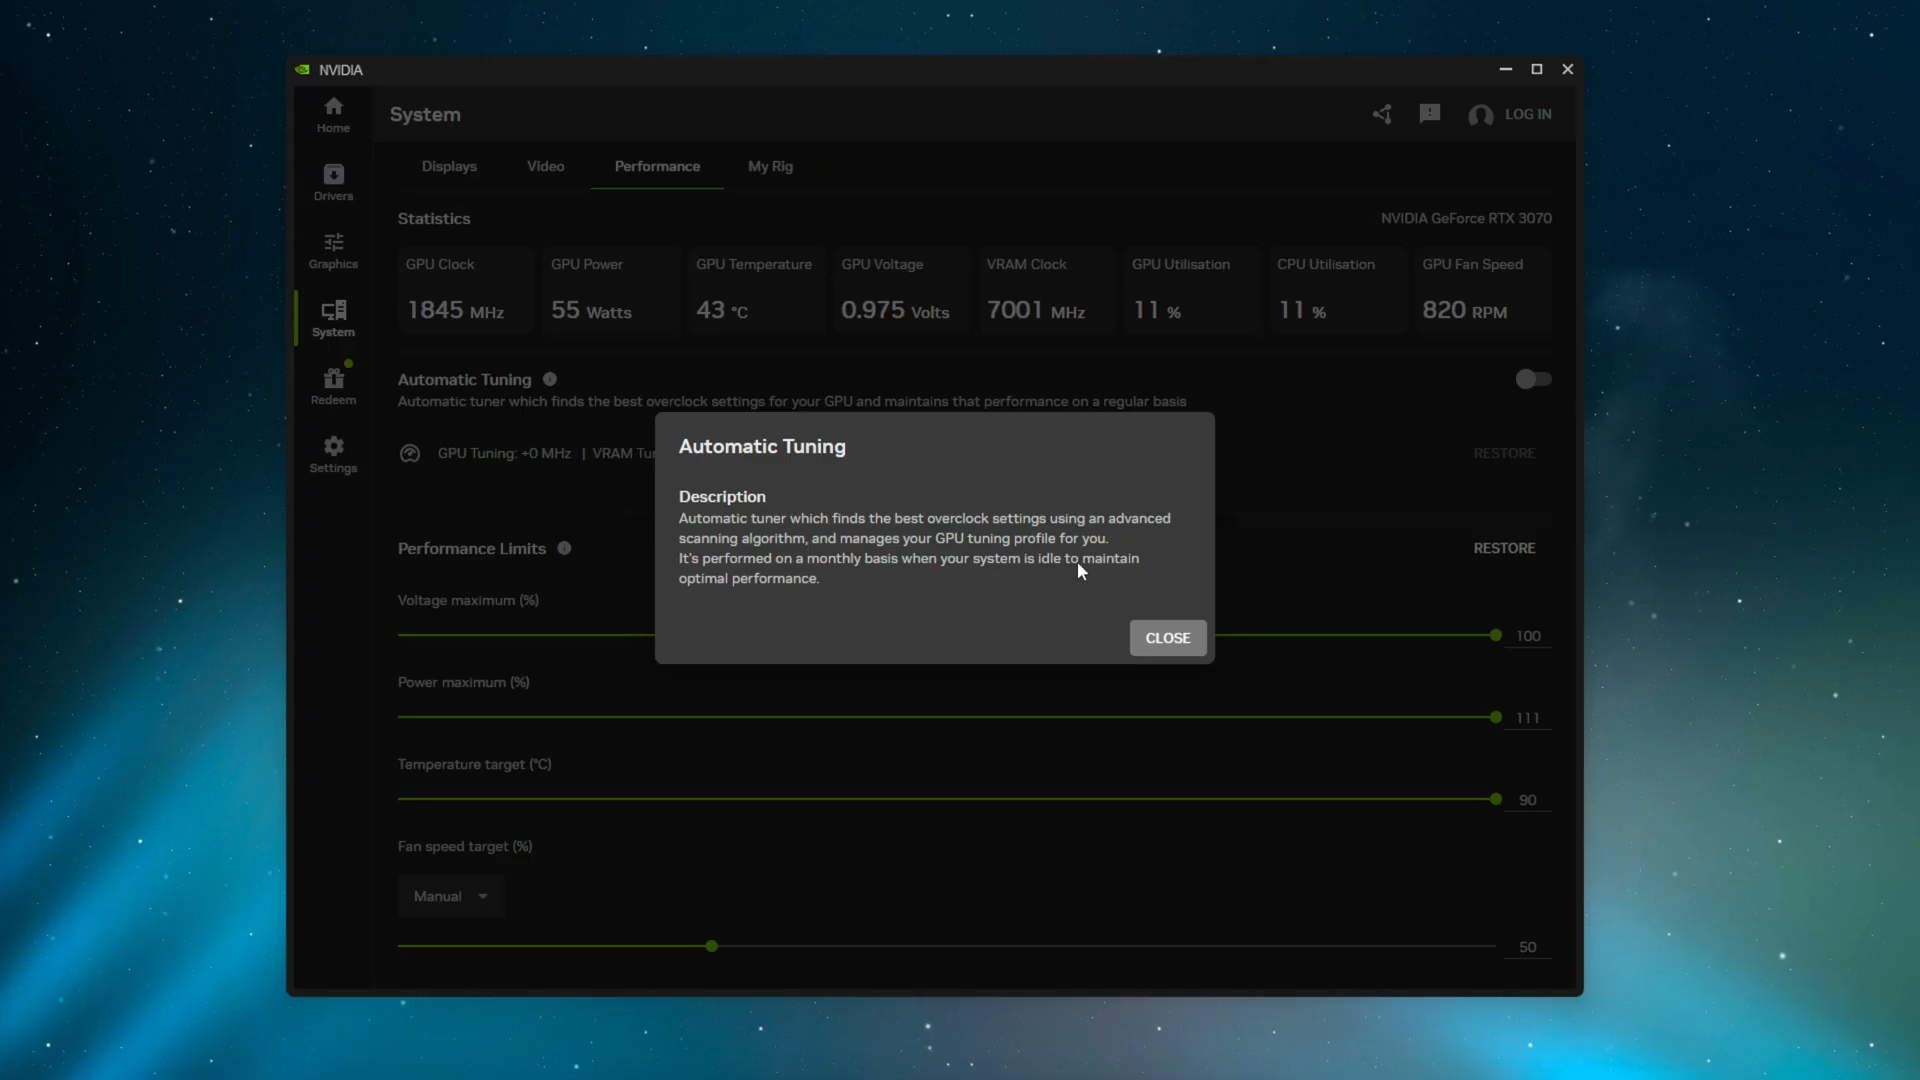 NVIDIA
Home
System
LOG IN
Displays Video Performance My Rig
Drivers
Statistics NVIDIA GeForce RTX 3070
Graphics
GPU Clock GPU Power GPU Temperature GPU Voltage VRAM Clock GPU Utilisation CPU Utilisation GPU Fan Speed
1845 MHz 55 Watts 43 °C 0.975 Volts 7001 MHz 11 % 11 % 820 RPM
System
Automatic Tuning
Automatic tuner which finds the best overclock settings for your GPU and maintains that performance on a regular basis
Redeem
GPU Tuning: +0 MHz | VRAM Tu
RESTORE
Settings
Automatic Tuning
Description
Automatic tuner which finds the best overclock settings using an advanced
scanning algorithm, and manages your GPU tuning profile for you.
It's performed on a monthly basis when your system is idle to maintain
optimal performance.
CLOSE
Performance Limits
RESTORE
Voltage maximum (%)
100
Power maximum (%)
111
Temperature target (°C)
90
Fan speed target (%)
Manual
50